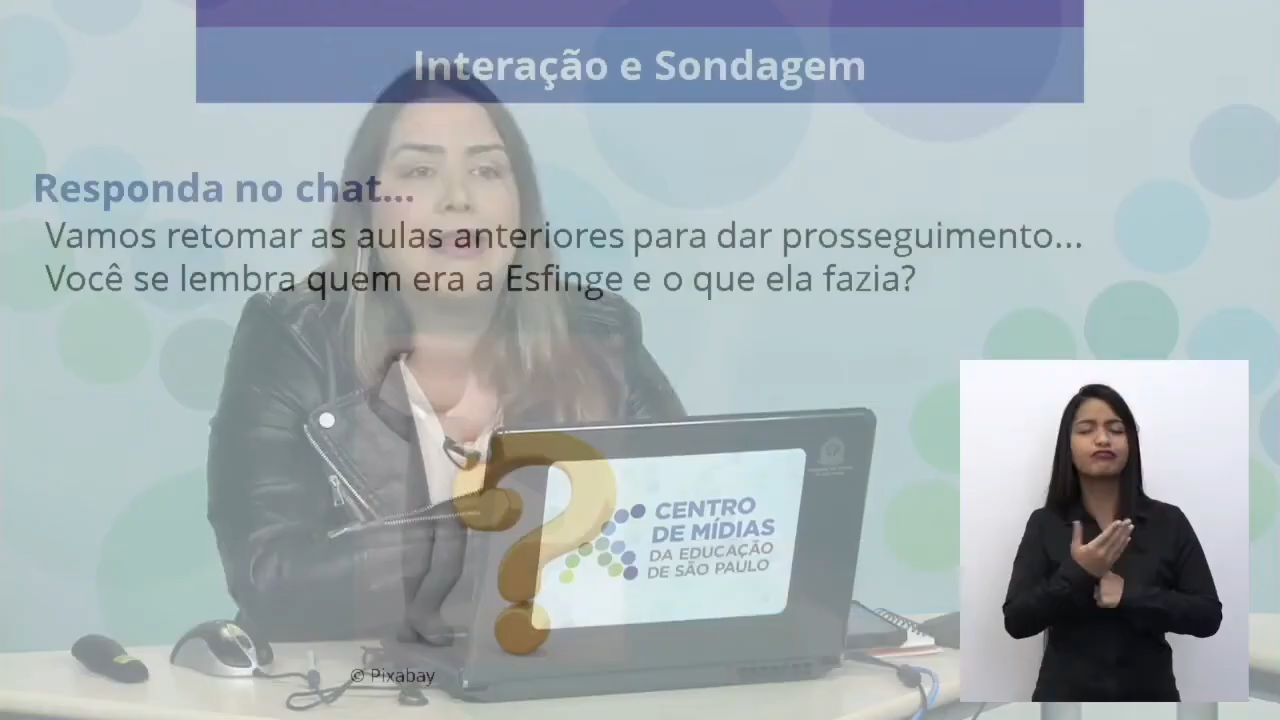 Interação e Sondagem
Responda no chat...
Vamos retomar as aulas anteriores para dar prosseguimento...
Você se lembra quem era a Esfinge e o que ela fazia?
CENTRO
DE MÍDIAS
DA EDUCAÇÃO
DE SÃO PAULO
© Pixabay